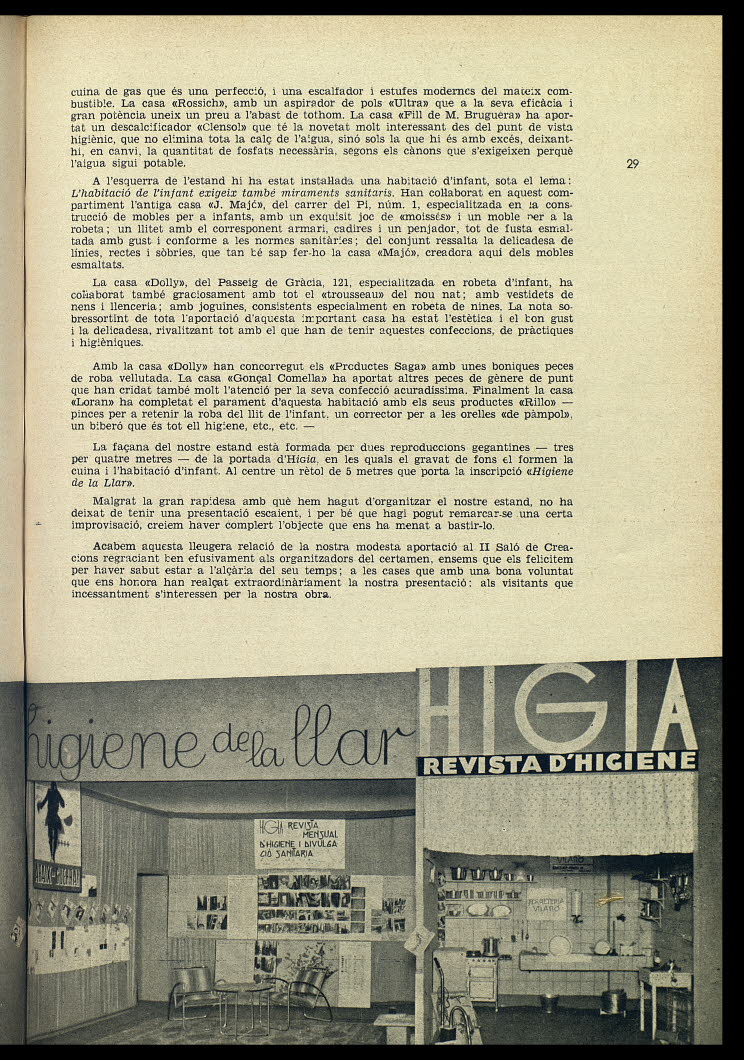 cuina de gas que és una perfecció, i una escalfador i estufes moderncs del mateix com-
bustible. La casa «Rossich», amb un aspirador de pols «Ultra» que a la seva eficàcia i
gran potència uneix un preu a l'abast de tothom. La casa «Fill de M. Bruguera» ha apor-
tat un descalcificador «Clensol» que té la novetat molt interessant des del punt de vista
higiènic, que no elimina tota la calç de l'aigua, sinó sols la que hi és amb excés, deixant-
hi, en canvi, la quantitat de fosfats necessària, segons els cànons que s'exigeixen perquè
l'aigua sigui potable.
29
A l'esquerra de l'estand hi ha estat instaŀlada una habitació d'infant, sota el lema:
L'habitació de l'infant exigeix també miraments sanitaris. Han coŀlaborat en aquest com-
partiment l'antiga casa «J. Majć», del carrer del Pi, núm. 1, especialitzada en la cons-
trucció de mobles per a infants, amb un exquisit joc de «moissés» i un moble per a la
robeta; un llitet amb el corresponent armari, cadires i un penjador, tot de fusta esmal-
tada amb gust i conforme a les normes sanitàries; del conjunt ressalta la delicadesa de
línies, rectes i sòbries, que tan bé sap fer-ho la casa «Majć», creadora aquí dels mobles
esmaltats.
La casa «Dolly», del Passeig de Gràcia, 121, especialitzada en robeta d'infant, ha
coŀlaborat també graciosament amb tot el «trousseau» del nou nat; amb vestidets de
nens i llenceria; amb joguines, consistents especialment en robeta de nines. La nota so-
bressortint de tota l'aportació d'aquesta important casa ha estat l'estètica i el bon gust
i la delicadesa, rivalitzant tot amb el que han de tenir aquestes confeccions, de pràctiques
i higièniques.
Amb la casa «Dolly» han concorregut els «Prcductes Saga» amb unes boniques peces
de roba vellutada. La casa «Gonçal Comella» ha aportat altres peces de gènere de punt
que han cridat també molt l'atenció per la seva confecció acuradíssima. Finalment la casa
«Loran» ha completat el parament d'aquesta habitació amb els seus productes «Rillo» —
pinces per a retenir la roba del llit de l'infant, un corrector per a les orelles «de pàmpol»,
un biberó que és tot ell higiene, etc., etc. —
La façana del nostre estand està formada per dues reproduccions gegantines — tres
per quatre metres — de la portada d'Higia, en les quals el gravat de fons el formen la
cuina i l'habitació d'infant. Al centre un rètol de 5 metres que porta la inscripció «Higiene
de la Llar».
Malgrat la gran rapidesa amb què hem hagut d'organitzar el nostre estand, no ha
deixat de tenir una presentació escaient, i per bé que hagi pogut remarcar-se una certa
improvisació, creiem haver complert l'objecte que ens ha menat a bastir-lo.
Acabem aquesta lleugera relació de la nostra modesta aportació al II Saló de Crea-
cions regraciant ben efusivament als organitzadors del certamen, ensems que els felicitem
per haver sabut estar a l'alçària del seu temps; a les cases que amb una bona voluntat
que ens honora han realçat extraordinàriament la nostra presentació: als visitants que
incessantment s'interessen per la nostra obra.
higiene de la llar
HIGIA
REVISTA D'HIGIENE
HIGIA REVISTA
MENSUAL
D'HIGIENE I DIVULGA
CIÓ SANITÀRIA
FERRETERIA
VILARÓ